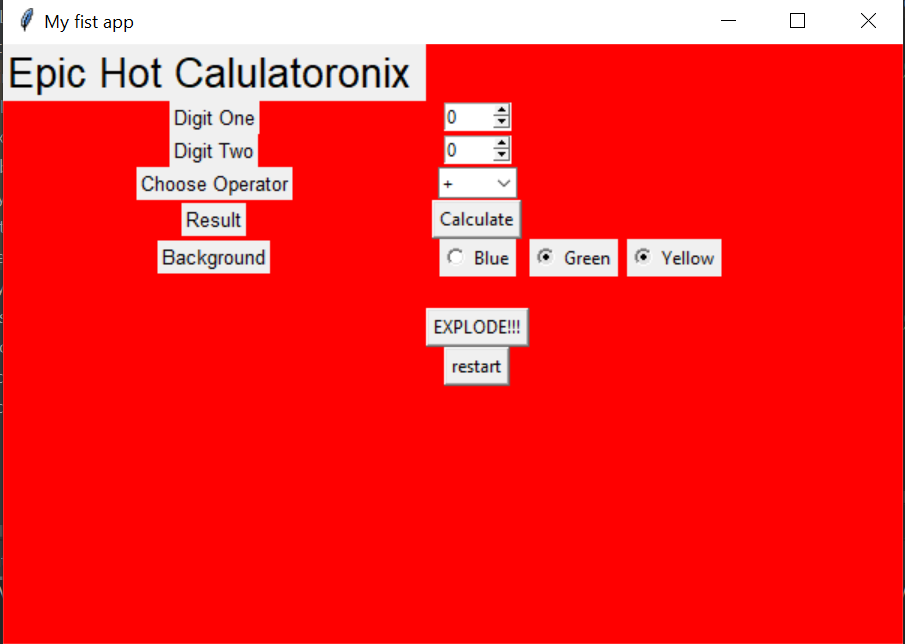 My fist app
Epic Hot Calulatoronix
Digit One 0
Digit Two 0
Choose Operator +
Result Calculate
Background Blue Green Yellow
EXPLODE!!!
restart